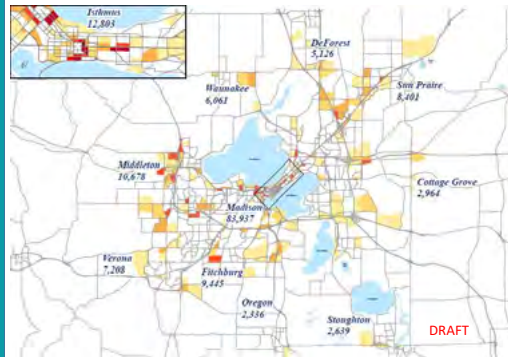 Isthmus
12,803
DeForest
5,126
Waunakee
6,061
Sun Praire
8,401
Middleton
10,678
Cottage Grove
2,964
Madison
83,937
Verona
7,208
Fitchburg
9,445
Oregon
2,336
Stoughton
2,639
DRAFT